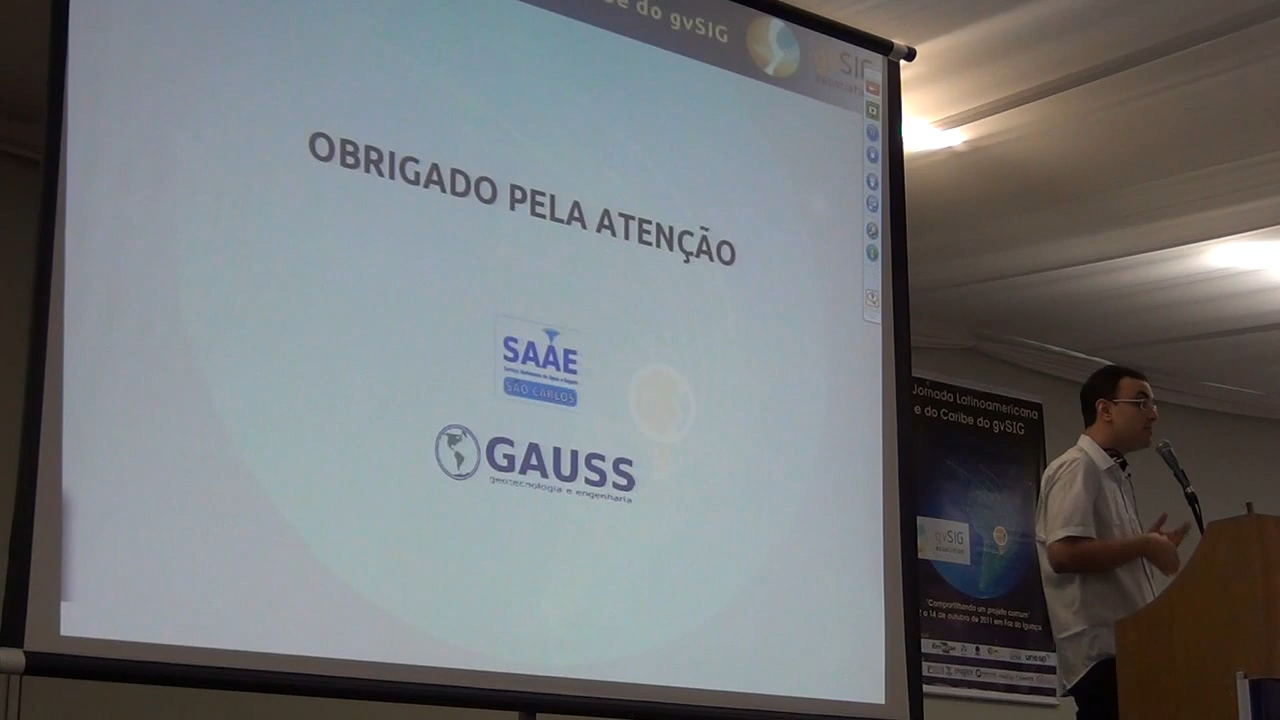 do gvSIG
OBRIGADO PELA ATENÇÃO
SAAE
SÃO CARLOS
GAUSS
geotecnologia e engenharia
Jornada Latinoamericana
e do Caribe do gvSIG
gvSIG
association
"Compartilhando um projeto comum"
a 14 de outubro de 2011 em Foz do Iguaçu
unesp